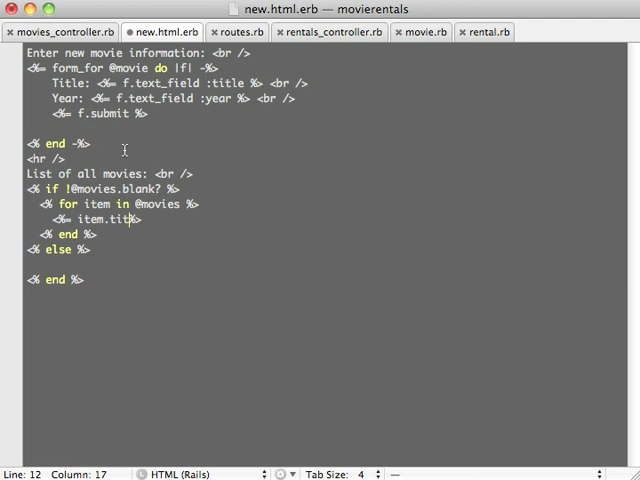 new.html.erb — movierentals
× movies_controller.rb ● new.html.erb × routes.rb × rentals_controller.rb × movie.rb × rental.rb
Enter new movie information: <br />
<%= form_for @movie do |f| -%>
    Title: <%= f.text_field :title %> <br />
    Year: <%= f.text_field :year %> <br />
    <%= f.submit %>
<% end -%>
<hr />
List of all movies: <br />
<% if !@movies.blank? %>
  <% for item in @movies %>
    <%= item.tit%>
  <% end %>
<% else %>
<% end %>
Line: 12 Column: 17 L HTML (Rails) Tab Size: 4 —